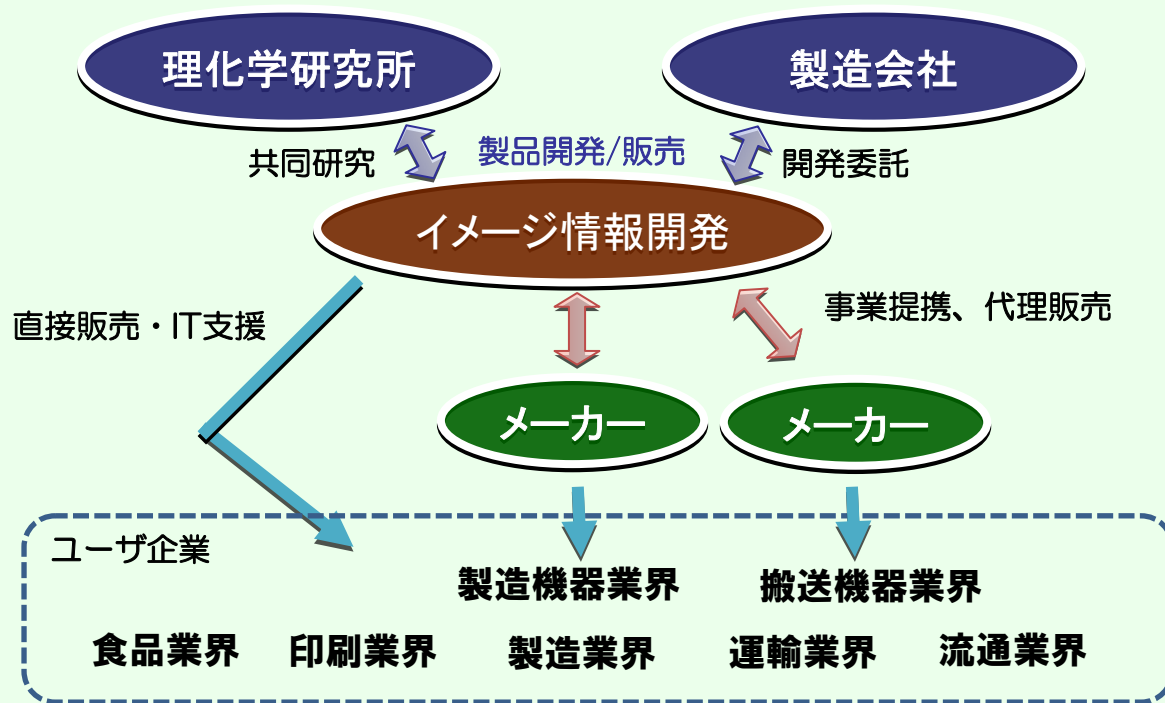 理化学研究所
製造会社
共同研究
製品開発/販売
開発委託
イメージ情報開発
直接販売・IT支援
事業提携、代理販売
メーカー
メーカー
ユーザ企業
製造機器業界
搬送機器業界
食品業界
印刷業界
製造業界
運輸業界
流通業界